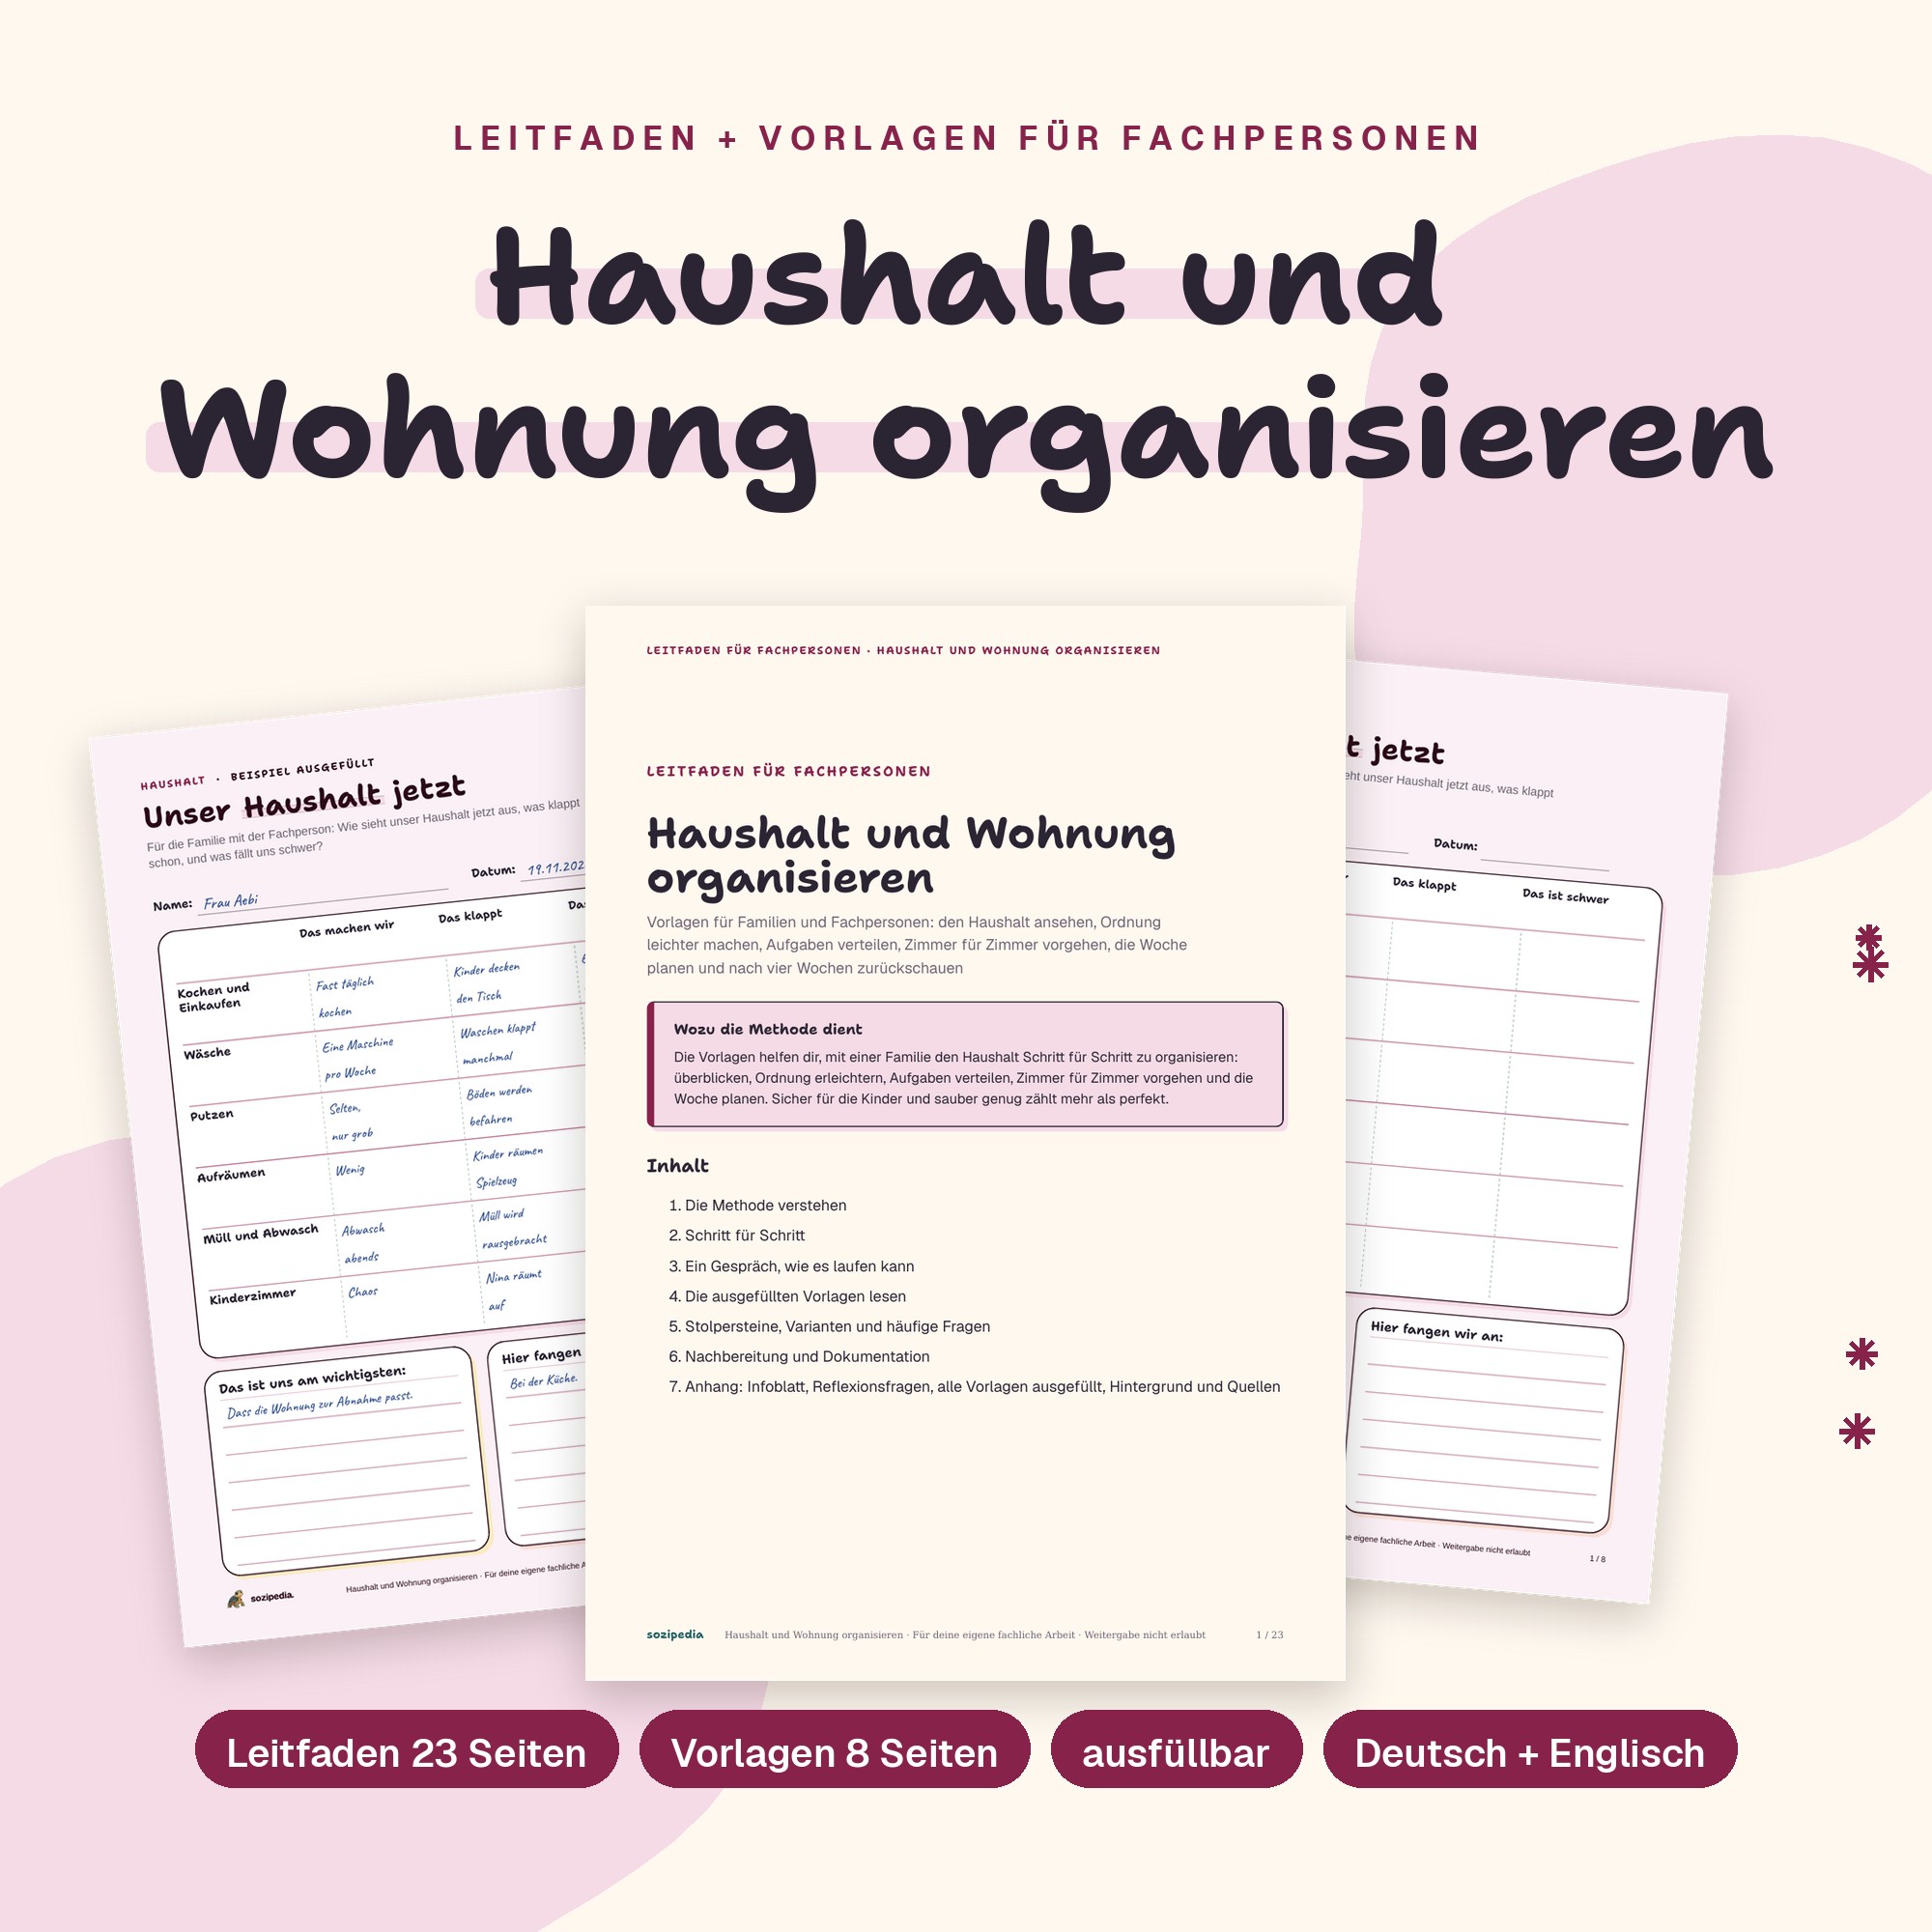 LEITFADEN + VORLAGEN FÜR FACHPERSONEN
Haushalt und
Wohnung organisieren
HAUSHALT · BEISPIEL AUSGEFÜLLT
Unser Haushalt jetzt
Für die Familie mit der Fachperson: Wie sieht unser Haushalt jetzt aus, was klappt
schon, und was fällt uns schwer?
Name: Frau Aebi Datum: 19.11.202
Das machen wir Das klappt
Kochen und
Einkaufen
Fast täglich
kochen
Kinder decken
den Tisch
Wäsche
Eine Maschine
pro Woche
Waschen klappt
manchmal
Putzen
Selten,
nur grob
Böden werden
befahren
Aufräumen
Wenig
Kinder räumen
Spielzeug
Müll und Abwasch
Abwasch
abends
Müll wird
rausgebracht
Kinderzimmer
Chaos
Nina räumt
auf
Das ist uns am wichtigsten:
Dass die Wohnung zur Abnahme passt.
Hier fangen
Bei der Küche.
sozipedia.
Haushalt und Wohnung organisieren · Für deine eigene fachliche
LEITFADEN FÜR FACHPERSONEN · HAUSHALT UND WOHNUNG ORGANISIEREN
LEITFADEN FÜR FACHPERSONEN
Haushalt und Wohnung
organisieren
Vorlagen für Familien und Fachpersonen: den Haushalt ansehen, Ordnung
leichter machen, Aufgaben verteilen, Zimmer für Zimmer vorgehen, die Woche
planen und nach vier Wochen zurückschauen
Wozu die Methode dient
Die Vorlagen helfen dir, mit einer Familie den Haushalt Schritt für Schritt zu organisieren:
überblicken, Ordnung erleichtern, Aufgaben verteilen, Zimmer für Zimmer vorgehen und die
Woche planen. Sicher für die Kinder und sauber genug zählt mehr als perfekt.
Inhalt
1. Die Methode verstehen
2. Schritt für Schritt
3. Ein Gespräch, wie es laufen kann
4. Die ausgefüllten Vorlagen lesen
5. Stolpersteine, Varianten und häufige Fragen
6. Nachbereitung und Dokumentation
7. Anhang: Infoblatt, Reflexionsfragen, alle Vorlagen ausgefüllt, Hintergrund und Quellen
sozipedia Haushalt und Wohnung organisieren · Für deine eigene fachliche Arbeit · Weitergabe nicht erlaubt 1 / 23
t jetzt
unser Haushalt jetzt aus, was klappt
Datum:
Das klappt Das ist schwer
Hier fangen wir an:
eigene fachliche Arbeit · Weitergabe nicht erlaubt 1 / 8
Leitfaden 23 Seiten
Vorlagen 8 Seiten
ausfüllbar
Deutsch + Englisch